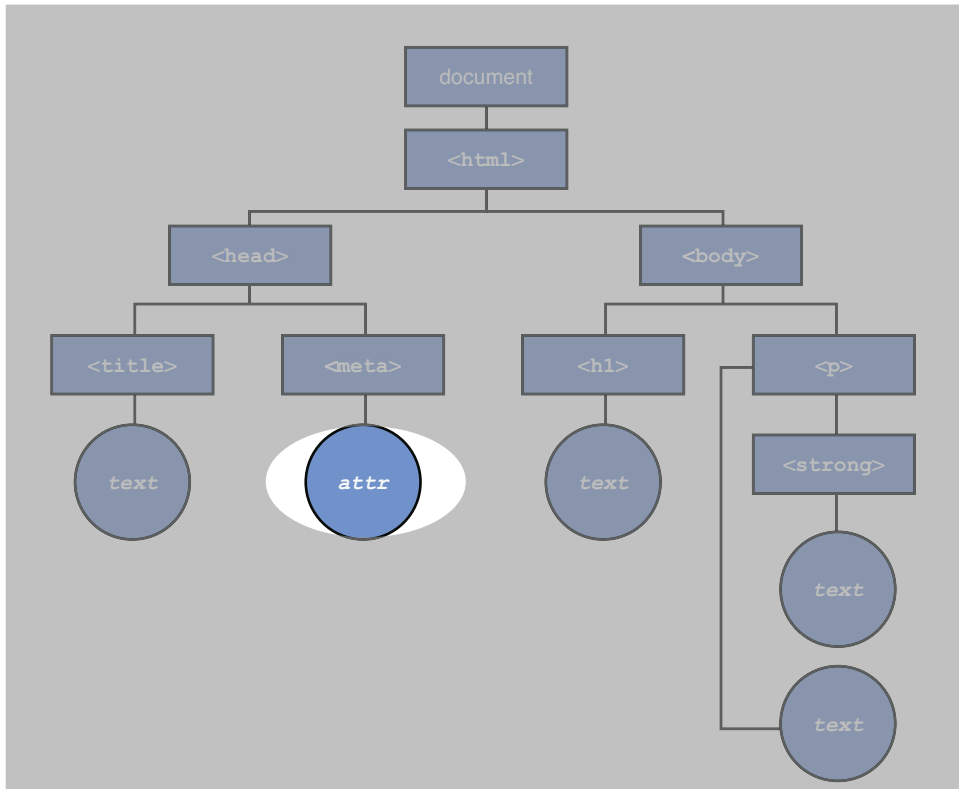 document
<html>
<head>
<body>
<title>
<meta>
<h1>
<p>
<strong>
text
attr
text
text
text